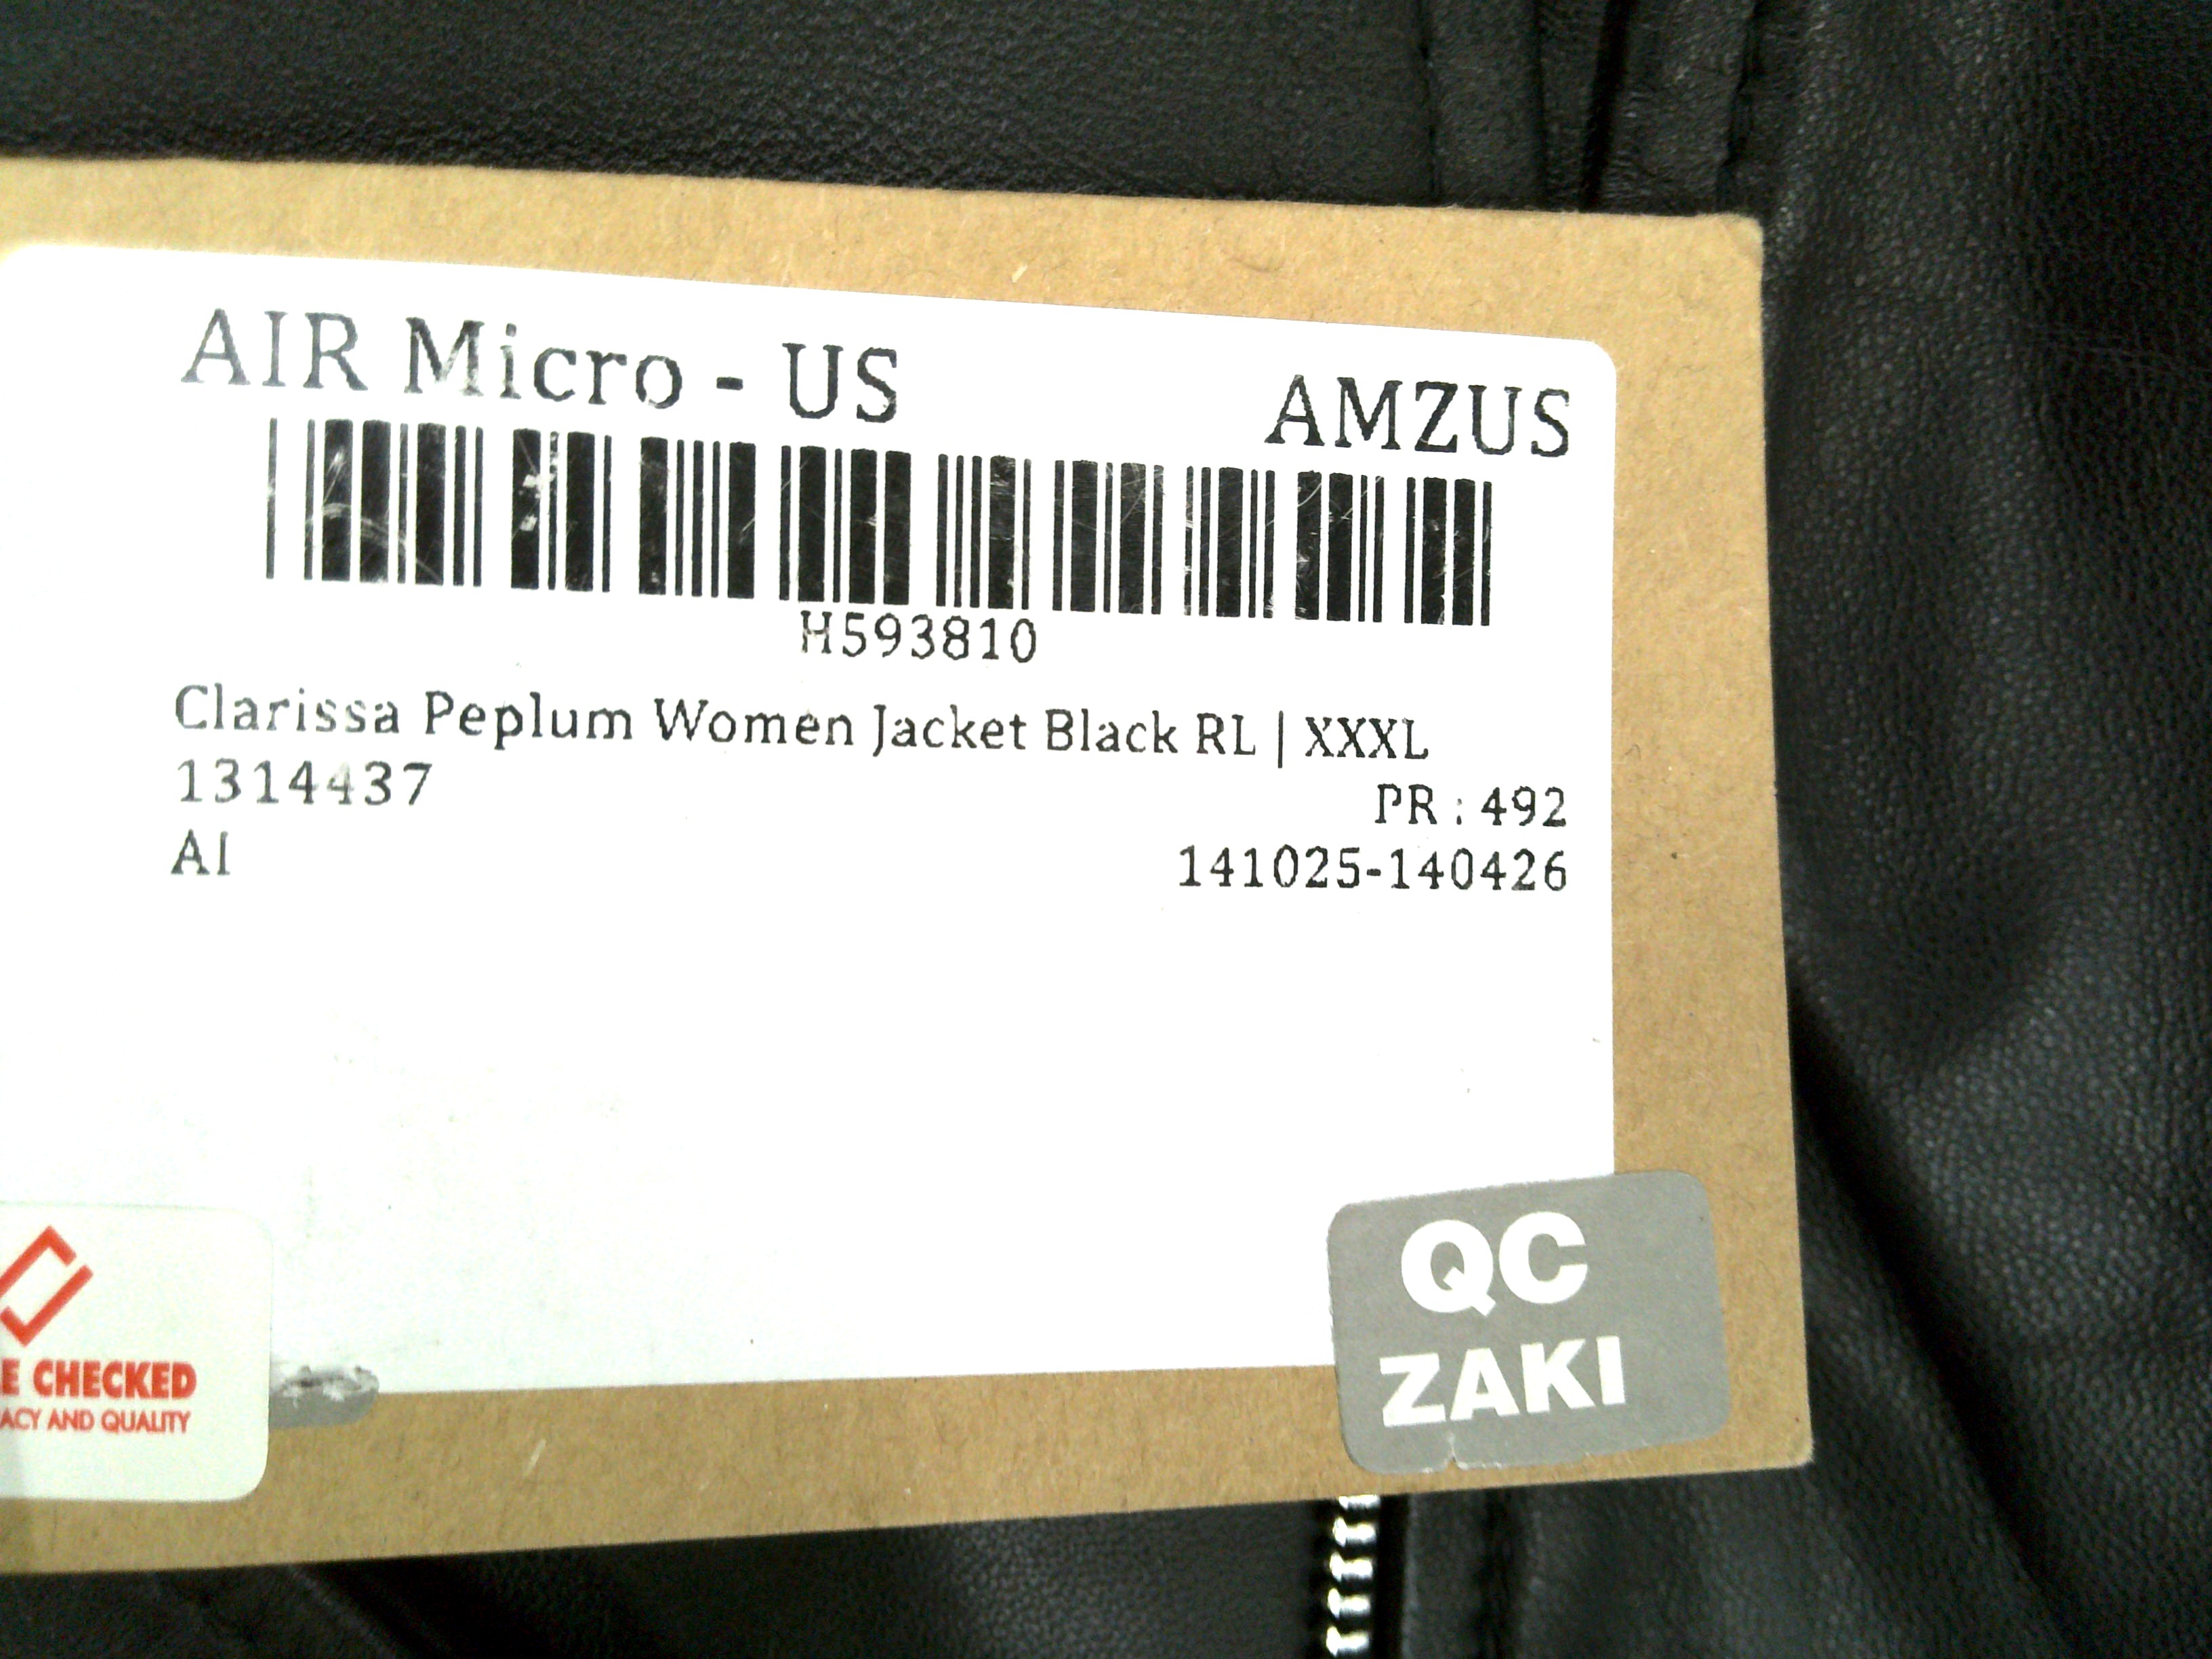 AIR Micro - US
AMZUS
H593810
Clarissa Peplum Women Jacket Black RL | XXXL
1314437
PR : 492
AI
141025-140426
QC
ZAKI
E CHECKED
ACY AND QUALITY